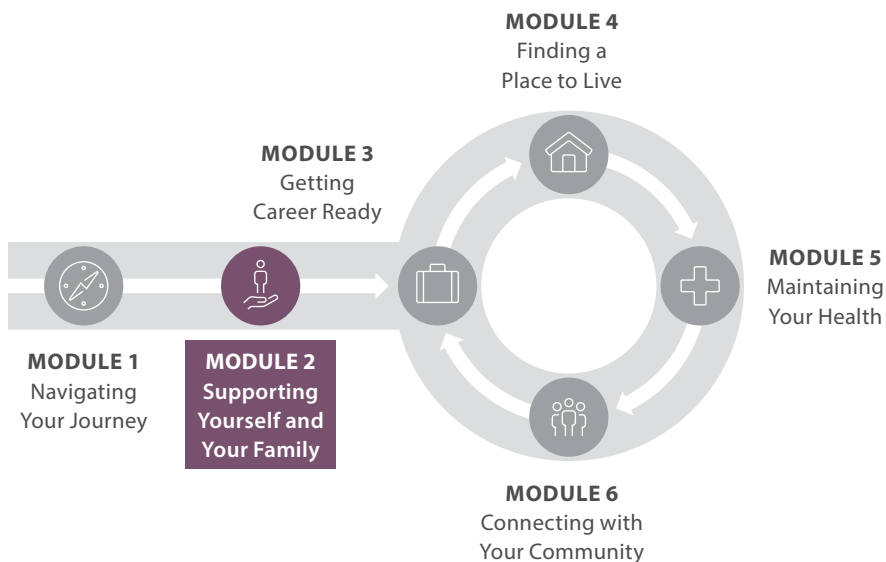 MODULE 1
Navigating
Your Journey
MODULE 2
Supporting
Yourself and
Your Family
MODULE 3
Getting
Career Ready
MODULE 4
Finding a
Place to Live
MODULE 5
Maintaining
Your Health
MODULE 6
Connecting with
Your Community